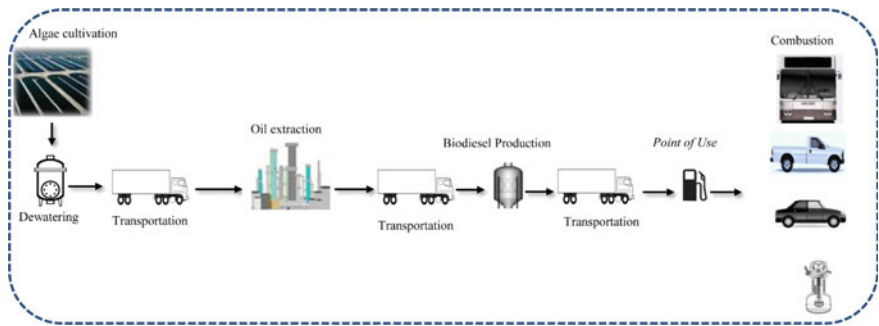 Algae cultivation
Combustion
Oil extraction
Biodiesel Production
Point of Use
Dewatering
Transportation
Transportation
Transportation